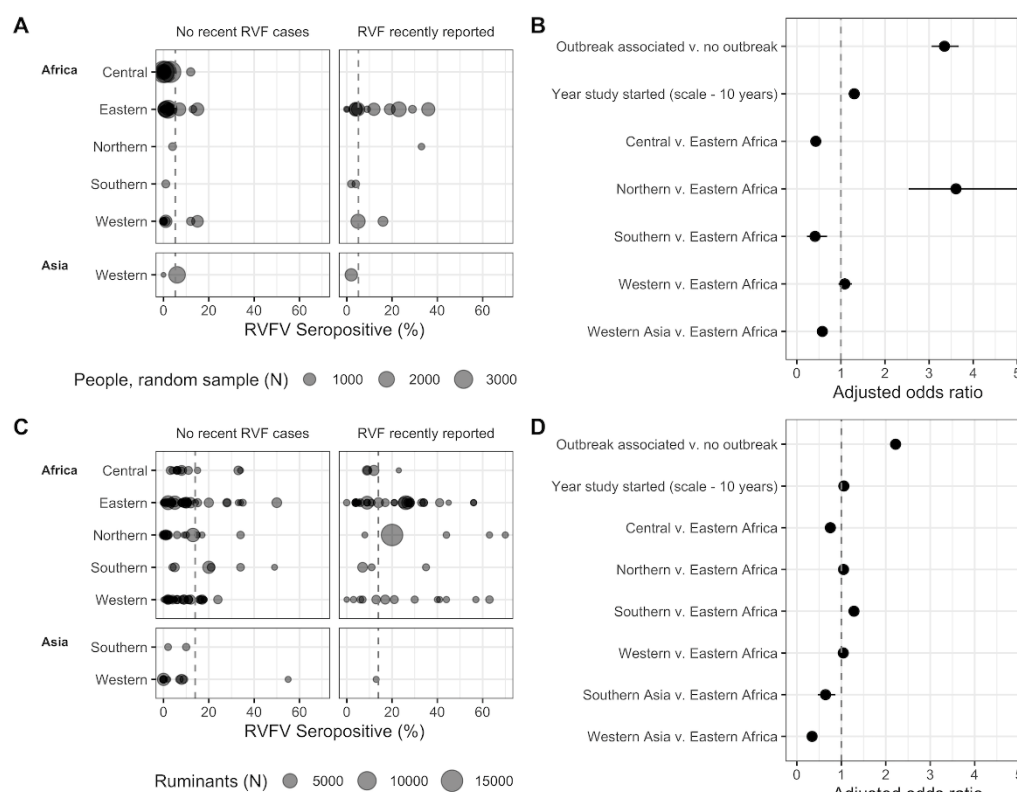 A
No recent RVF cases
RVF recently reported
Africa
Central
Eastern
Northern
Southern
Western
Asia
Western
0 20 40 60 0 20 40 60
RVFV Seropositive (%)
People, random sample (N) 1000 2000 3000
B
Outbreak associated v. no outbreak
Year study started (scale - 10 years)
Central v. Eastern Africa
Northern v. Eastern Africa
Southern v. Eastern Africa
Western v. Eastern Africa
Western Asia v. Eastern Africa
0 1 2 3 4 5
Adjusted odds ratio
C
No recent RVF cases
RVF recently reported
Africa
Central
Eastern
Northern
Southern
Western
Asia
Southern
Western
0 20 40 60 0 20 40 60
RVFV Seropositive (%)
Ruminants (N) 5000 10000 15000
D
Outbreak associated v. no outbreak
Year study started (scale - 10 years)
Central v. Eastern Africa
Northern v. Eastern Africa
Southern v. Eastern Africa
Western v. Eastern Africa
Southern Asia v. Eastern Africa
Western Asia v. Eastern Africa
0 1 2 3 4 5
Adjusted odds ratio